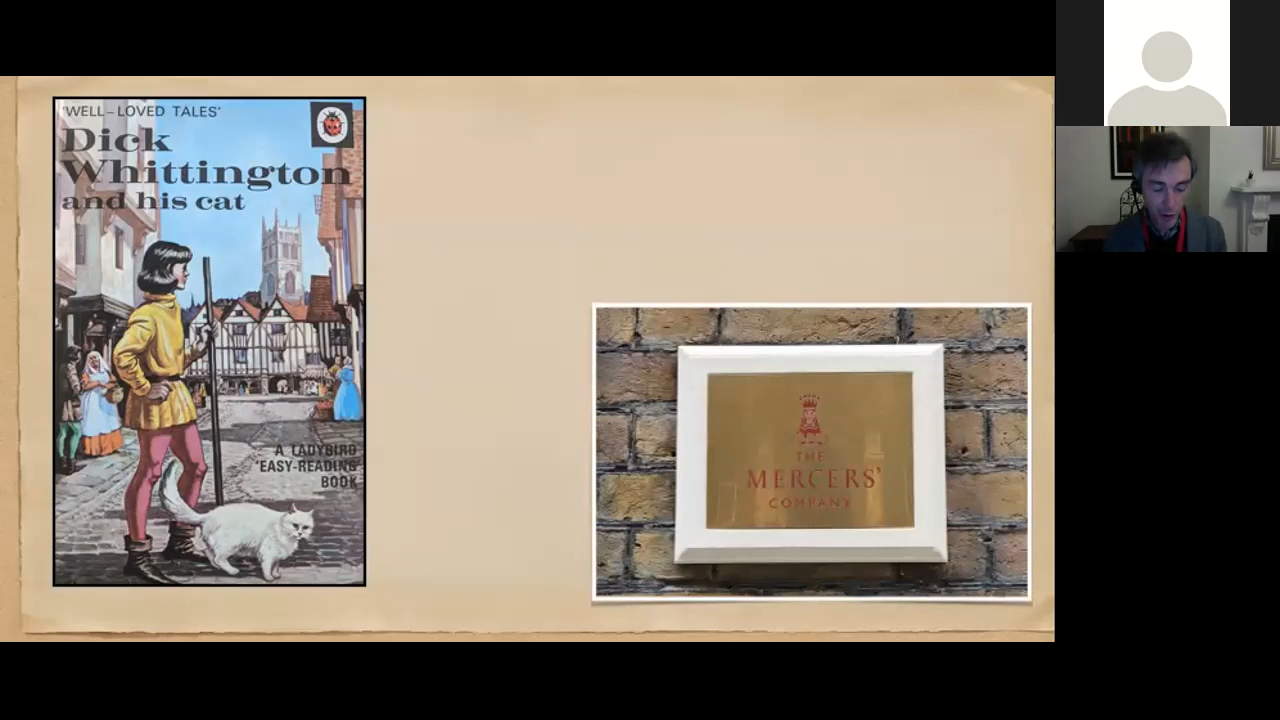 'WELL-LOVED TALES'
Dick
Whittington
and his cat
A LADYBIRD
'EASY-READING'
BOOK
THE
MERCERS'
COMPANY